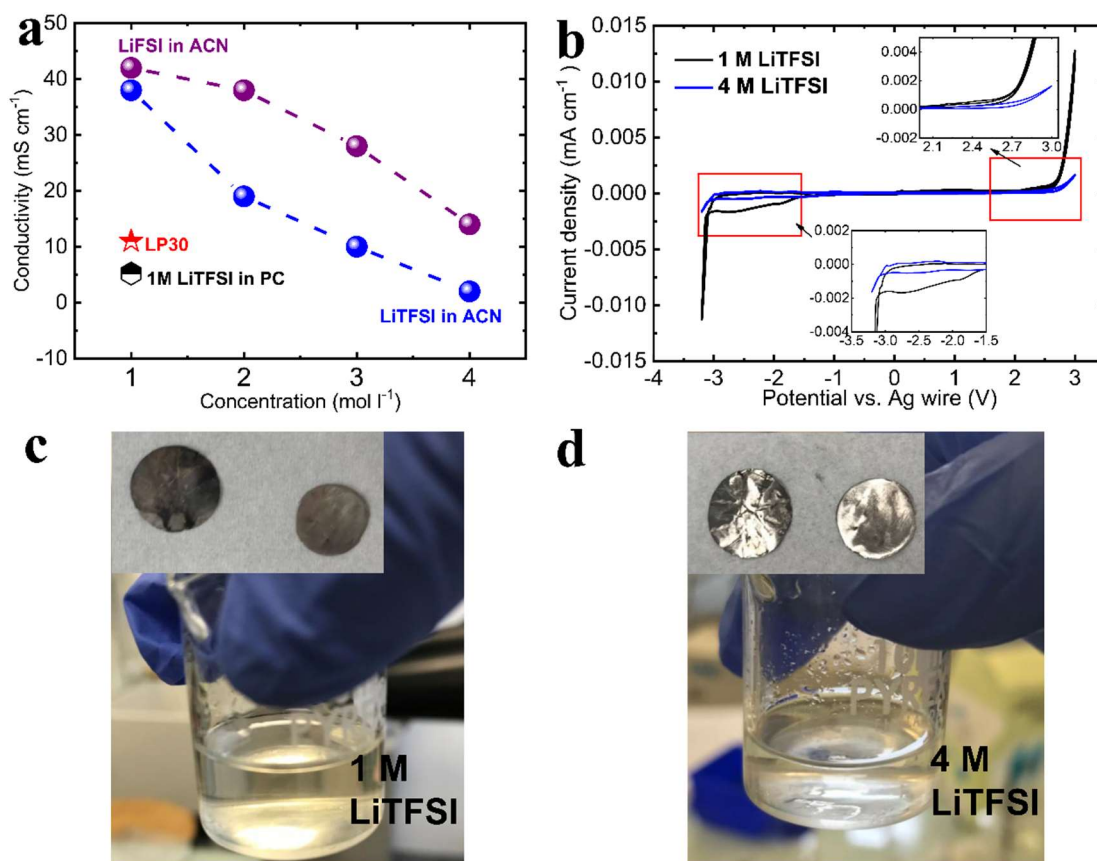 a
50
40
30
20
10
0
-10
Conductivity (mS cm⁻¹)
LiFSI in ACN
LP30
1M LiTFSI in PC
LiTFSI in ACN
1
2
3
4
Concentration (mol l⁻¹)
b
0.015
0.010
0.005
0.000
-0.005
-0.010
-0.015
Current density (mA cm⁻¹)
1 M LiTFSI
4 M LiTFSI
0.004
0.002
0.000
-0.002
2.1
2.4
2.7
3.0
0.002
0.000
-0.002
-0.004
-3.5
-3.0
-2.5
-2.0
-1.5
-4
-3
-2
-1
0
1
2
3
Potential vs. Ag wire (V)
c
1 M
LiTFSI
d
4 M
LiTFSI